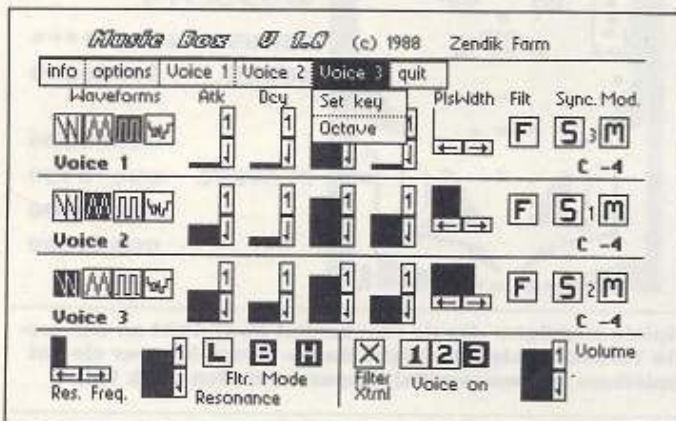 Music Box V 1.0 (c) 1988 Zendik Farm
info options Voice 1 Voice 2 Voice 3 quit
Waveforms Atk Dcy Set key PlsWdth Filt Sync. Mod.
Octave
F S 3 M
Voice 1 C -4
F S 1 M
Voice 2 C -4
F S 2 M
Voice 3 C -4
L B H X 1 2 3 Volume
Res. Freq. Fltr. Mode Filter Voice on
Resonance Xtrnl